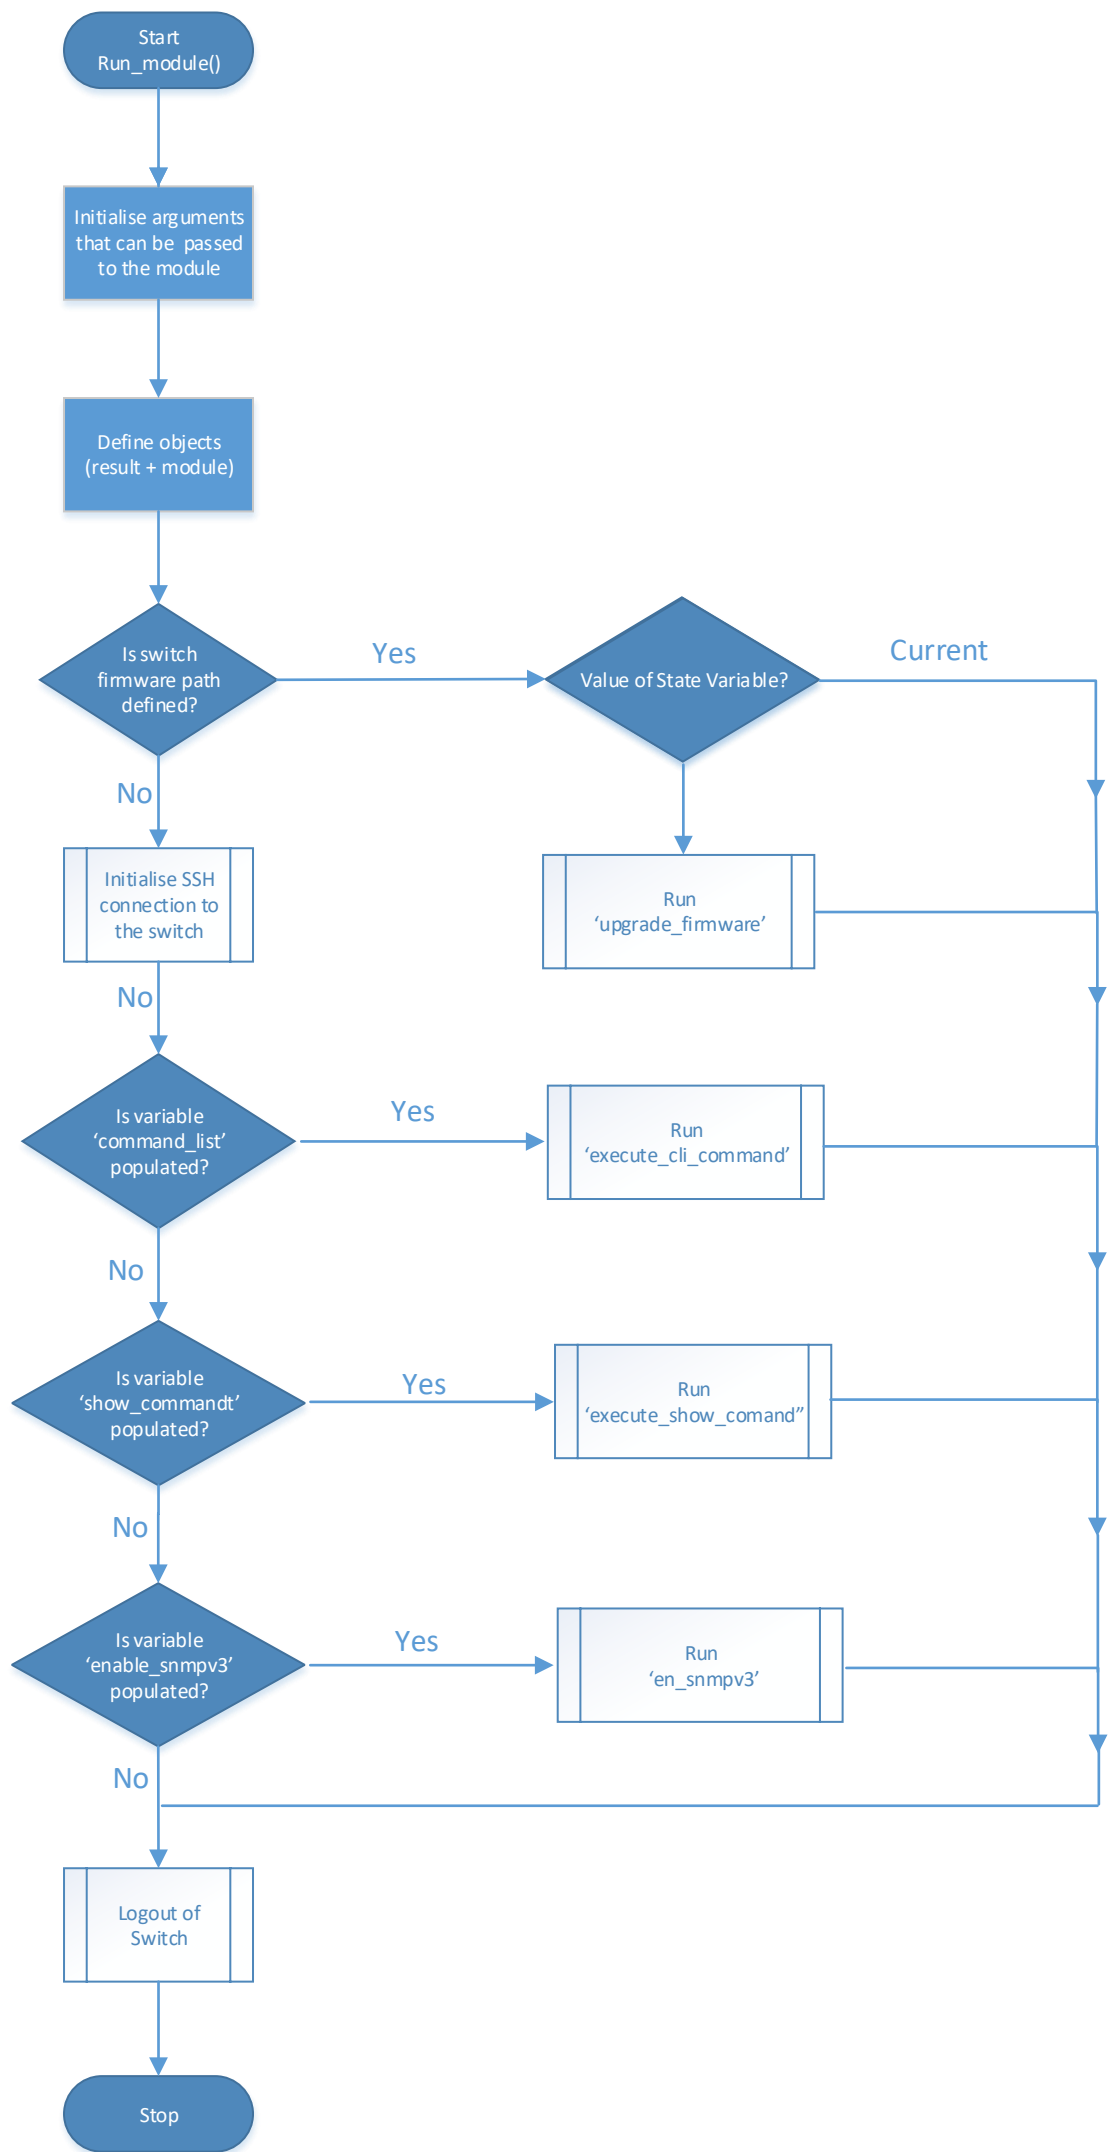 Start
Run_module()
Initialise arguments
that can be passed
to the module
Define objects
(result + module)
Is switch
firmware path
defined?
Yes
Value of State Variable?
Current
No
Initialise SSH
connection to
the switch
Run
‘upgrade_firmware’
No
Is variable
‘command_list’
populated?
Yes
Run
‘execute_cli_command’
No
Is variable
‘show_commandt’
populated?
Yes
Run
‘execute_show_comand”
No
Is variable
‘enable_snmpv3’
populated?
Yes
Run
‘en_snmpv3’
No
Logout of
Switch
Stop